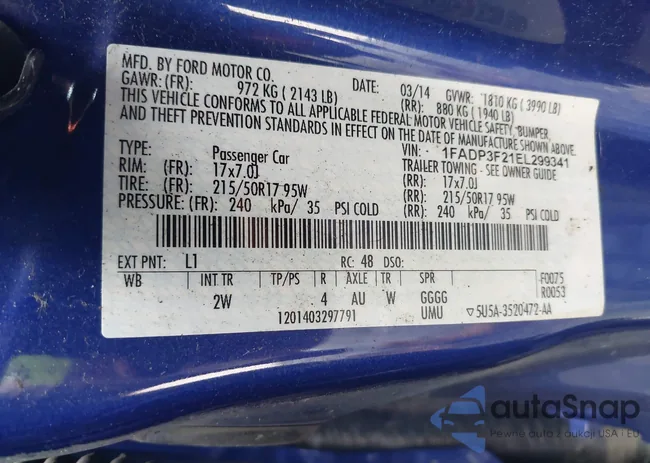 MFD. BY FORD MOTOR CO.
DATE: 03/14 GVWR: 1810 KG ( 3990 LB)
GAWR: (FR): 972 KG ( 2143 LB) (RR): 880 KG ( 1940 LB)
THIS VEHICLE CONFORMS TO ALL APPLICABLE FEDERAL MOTOR VEHICLE SAFETY, BUMPER,
AND THEFT PREVENTION STANDARDS IN EFFECT ON THE DATE OF MANUFACTURE SHOWN ABOVE.
VIN: 1FADP3F21EL299341
TYPE: Passenger Car TRAILER TOWING - SEE OWNER GUIDE
RIM: (FR): 17x7.0J (RR): 17x7.0J
TIRE: (FR): 215/50R17 95W (RR): 215/50R17 95W
PRESSURE: (FR): 240 kPa/ 35 PSI COLD (RR): 240 kPa/ 35 PSI COLD
EXT PNT: L1 RC: 48 DSO:
WB INT TR TP/PS R AXLE TR SPR F0075
2W 4 AU W GGGG R0053
1201403297791 UMU ▽5U5A-3520472-AA
autoSnap
Pewne auto z aukcji USA i EU